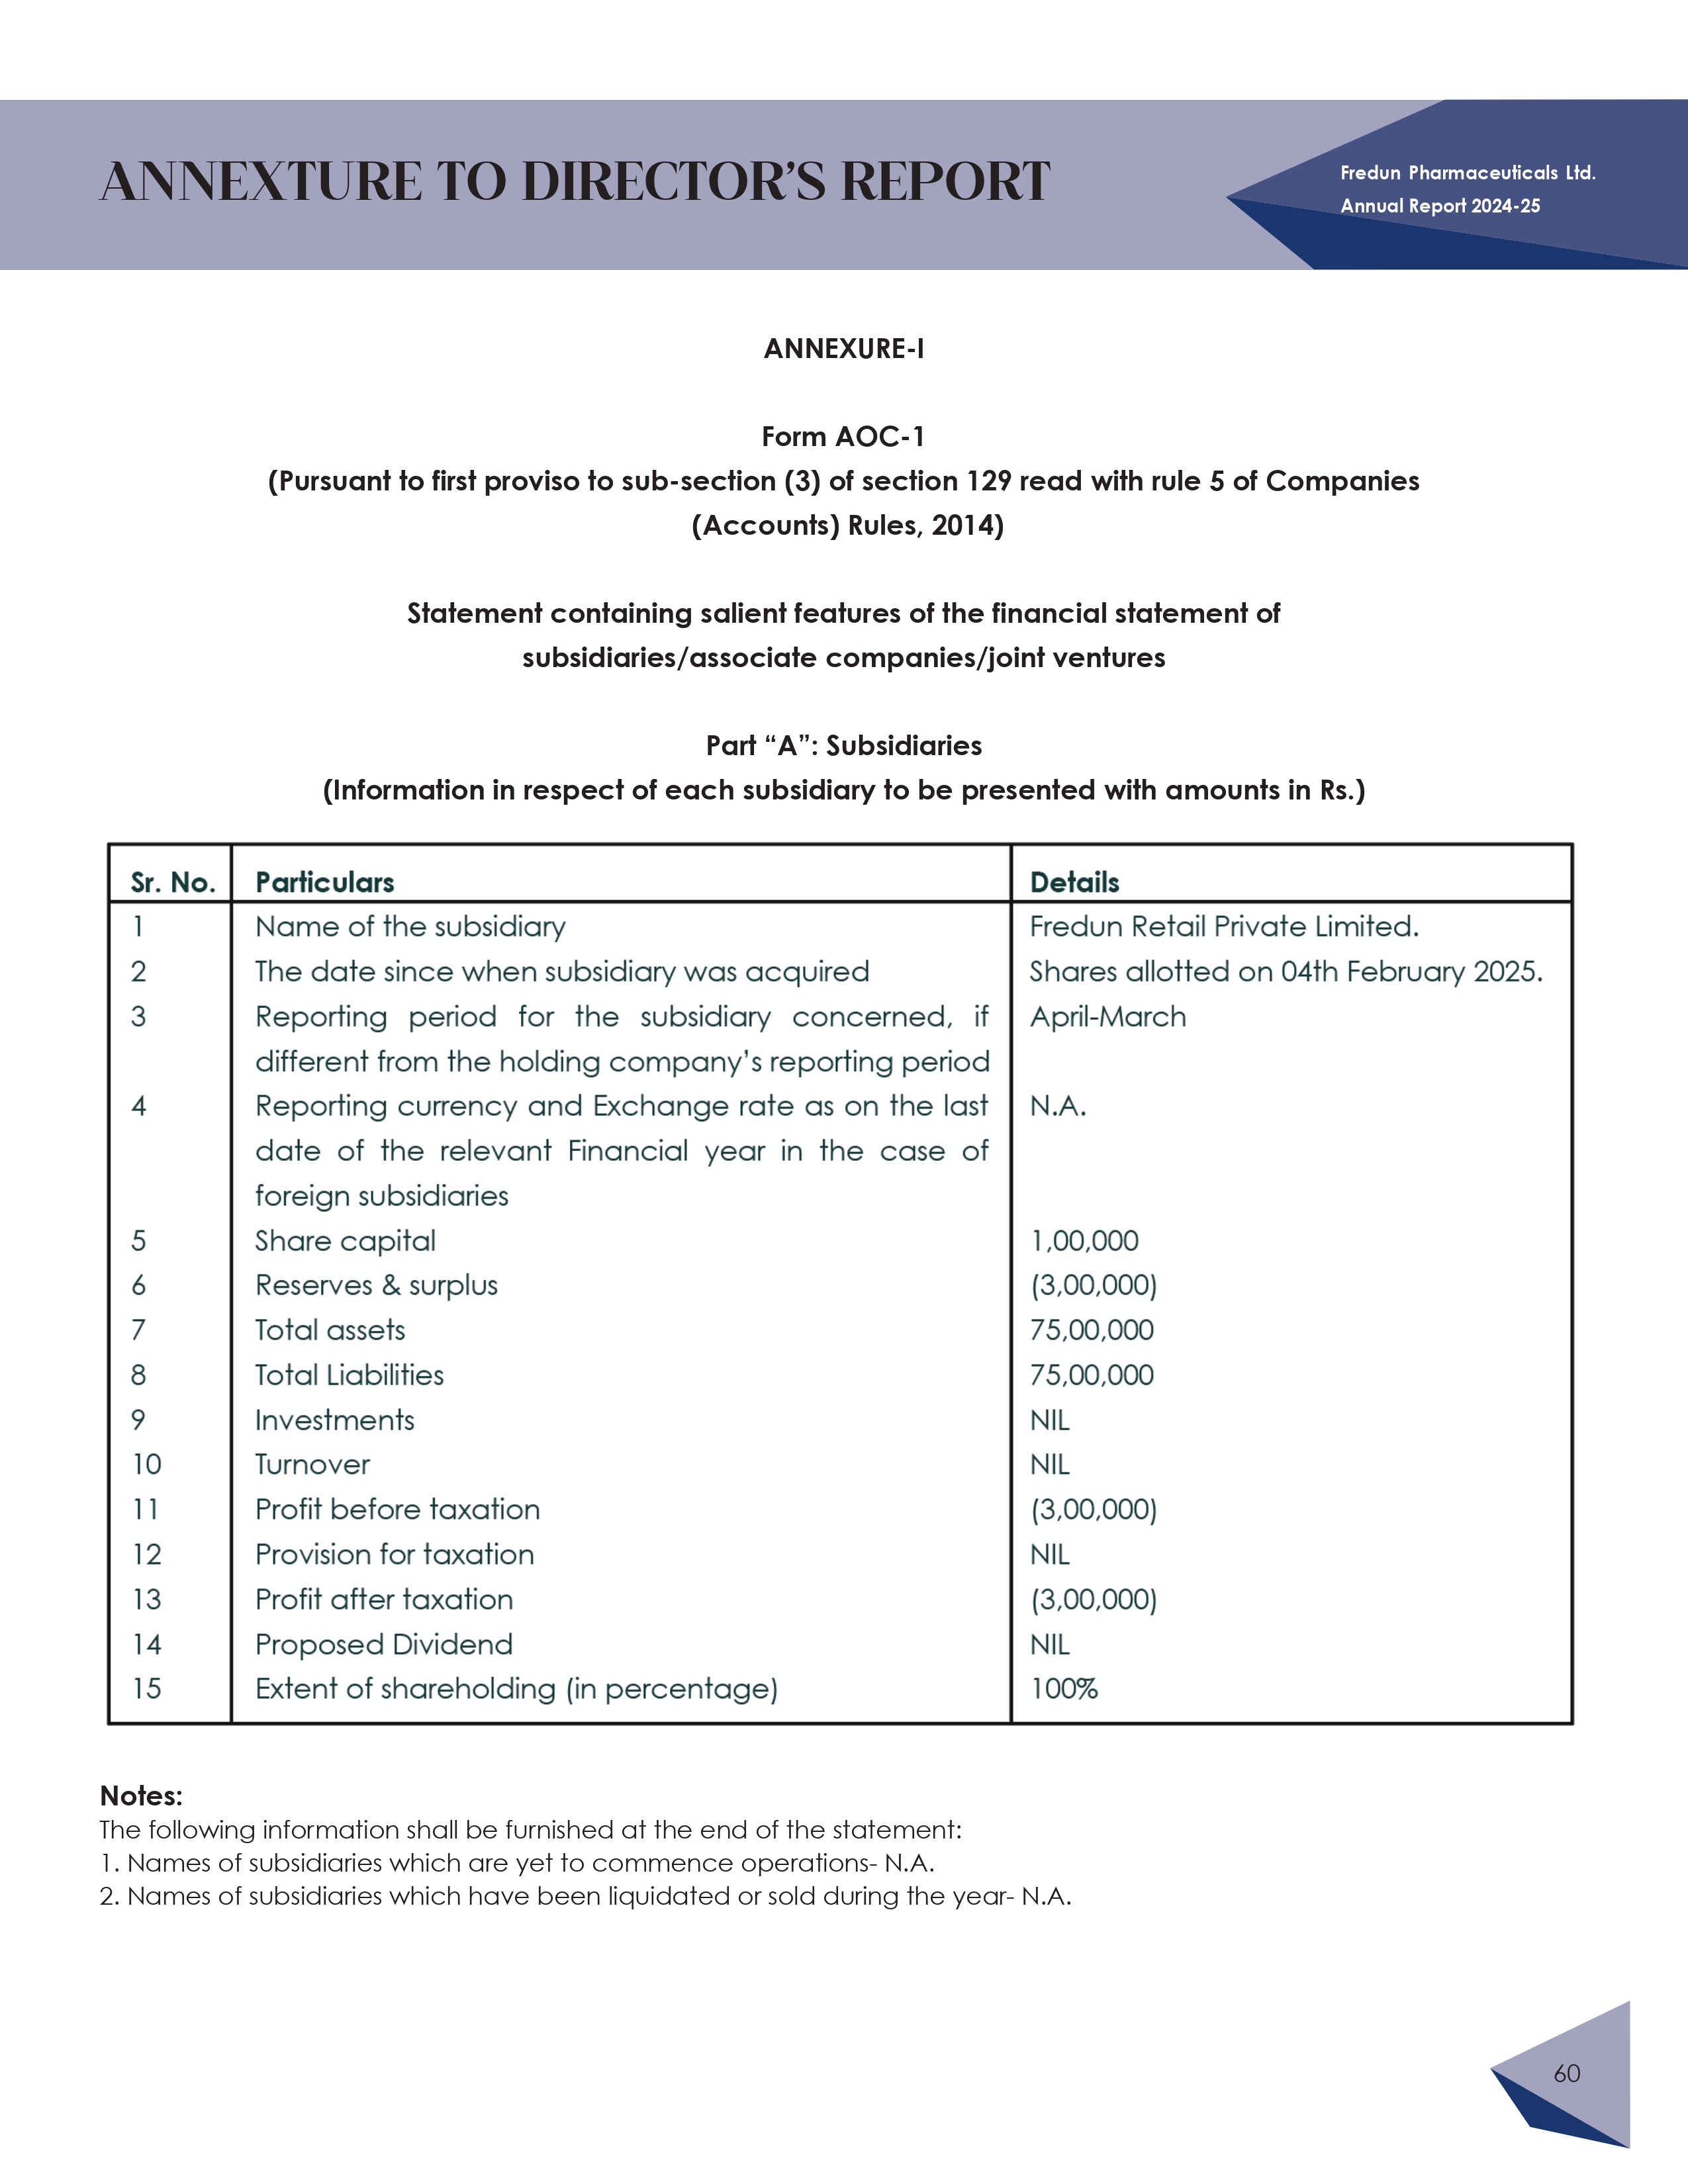 ANNEXTURE TO DIRECTOR’S REPORT
Fredun Pharmaceuticals Ltd.
Annual Report 2024-25
ANNEXURE-I
Form AOC-1
(Pursuant to first proviso to sub-section (3) of section 129 read with rule 5 of Companies
(Accounts) Rules, 2014)
Statement containing salient features of the financial statement of
subsidiaries/associate companies/joint ventures
Part “A”: Subsidiaries
(Information in respect of each subsidiary to be presented with amounts in Rs.)
Sr. No. Particulars Details
1 Name of the subsidiary Fredun Retail Private Limited.
2 The date since when subsidiary was acquired Shares allotted on 04th February 2025.
3 Reporting period for the subsidiary concerned, if April-March
different from the holding company’s reporting period
4 Reporting currency and Exchange rate as on the last N.A.
date of the relevant Financial year in the case of
foreign subsidiaries
5 Share capital 1,00,000
6 Reserves & surplus (3,00,000)
7 Total assets 75,00,000
8 Total Liabilities 75,00,000
9 Investments NIL
10 Turnover NIL
11 Profit before taxation (3,00,000)
12 Provision for taxation NIL
13 Profit after taxation (3,00,000)
14 Proposed Dividend NIL
15 Extent of shareholding (in percentage) 100%
Notes:
The following information shall be furnished at the end of the statement:
1. Names of subsidiaries which are yet to commence operations- N.A.
2. Names of subsidiaries which have been liquidated or sold during the year- N.A.
60